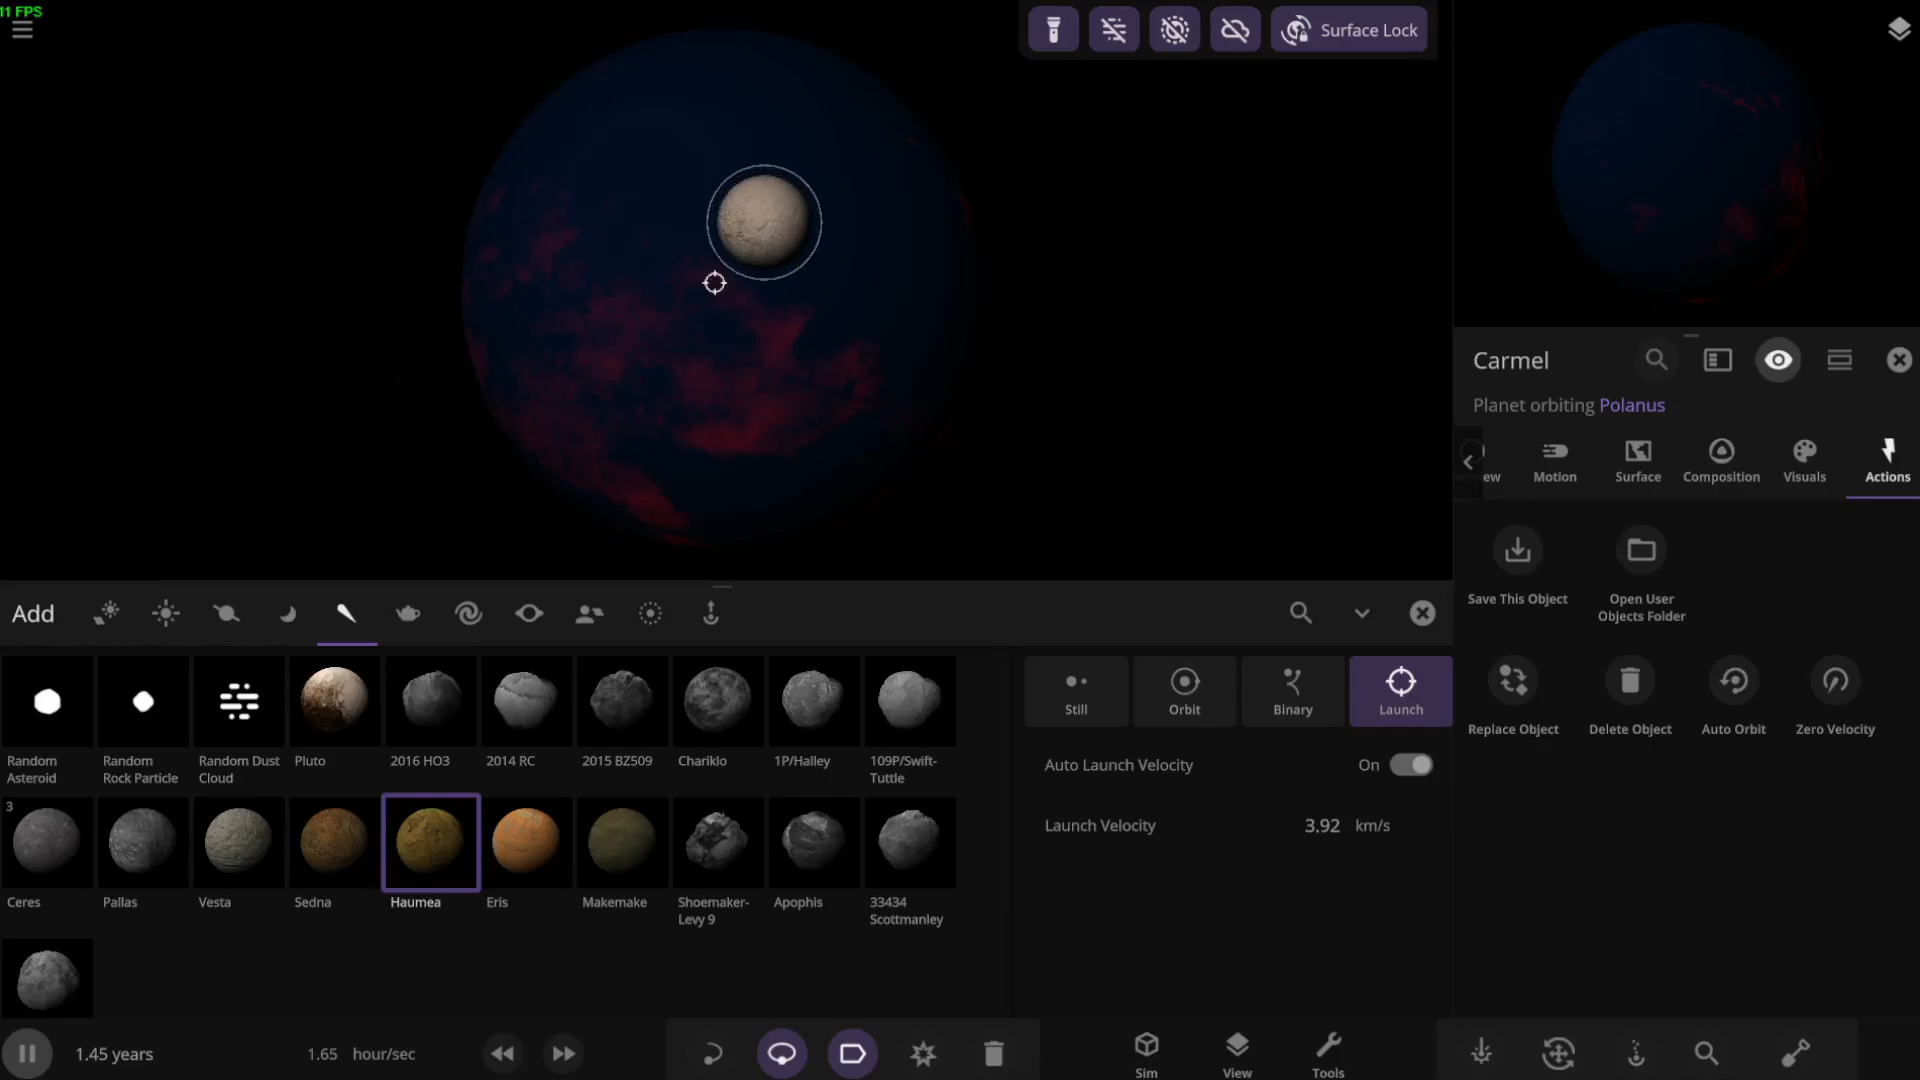 11 FPS
Surface Lock
Carmel
Planet orbiting Polanus
Motion
Surface
Composition
Visuals
Actions
Save This Object
Open User
Objects Folder
Replace Object
Delete Object
Auto Orbit
Zero Velocity
Add
Still
Orbit
Binary
Launch
Auto Launch Velocity
On
Launch Velocity
3.92 km/s
Random
Asteroid
Random
Rock Particle
Random Dust
Cloud
Pluto
2016 HO3
2014 RC
2015 BZ509
Chariklo
1P/Halley
109P/Swift-
Tuttle
3
Ceres
Pallas
Vesta
Sedna
Haumea
Eris
Makemake
Shoemaker-
Levy 9
Apophis
33434
Scottmanley
1.45 years
1.65 hour/sec
Sim
View
Tools